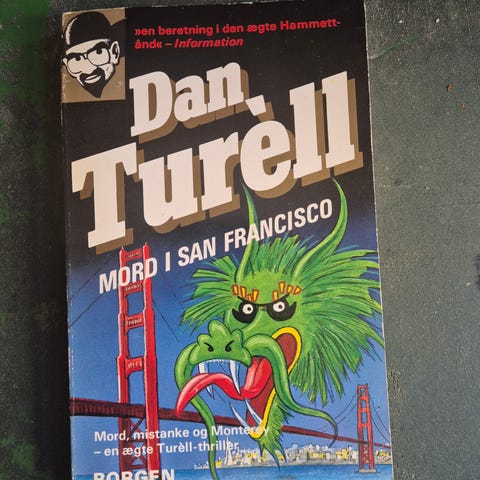 »en beretning i den ægte Hammett-
ånd« – Information
Dan
Turèll
MORD I SAN FRANCISCO
Mord, mistanke og Monterey
– en ægte Turèll-thriller
BORGEN